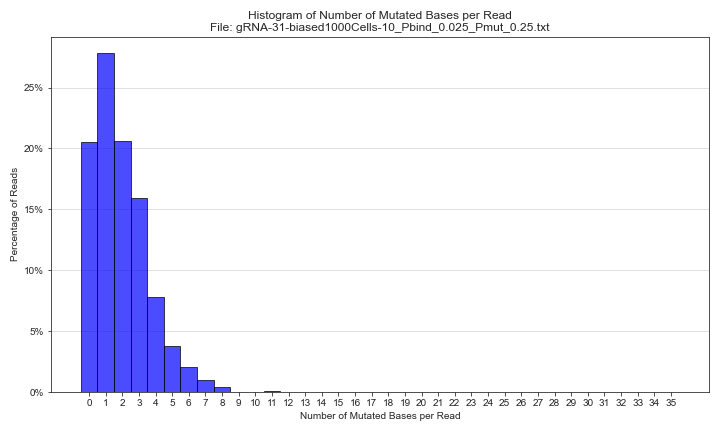 Histogram of Number of Mutated Bases per Read
File: gRNA-31-biased1000Cells-10_Pbind_0.025_Pmut_0.25.txt
Percentage of Reads
25%
20%
15%
10%
5%
0%
0 1 2 3 4 5 6 7 8 9 10 11 12 13 14 15 16 17 18 19 20 21 22 23 24 25 26 27 28 29 30 31 32 33 34 35
Number of Mutated Bases per Read